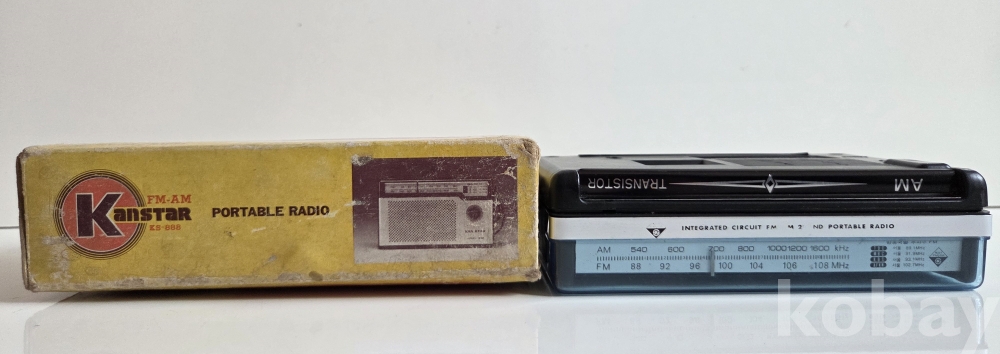 Kanstar
FM-AM
KB-868
PORTABLE RADIO
AM
TRANSISTOR
INTEGRATED CIRCUIT FM
ND PORTABLE RADIO
AM 540 600 700 800 1000 1200 1600 kHz
FM 88 92 96 100 104 106 108 MHz
kobay